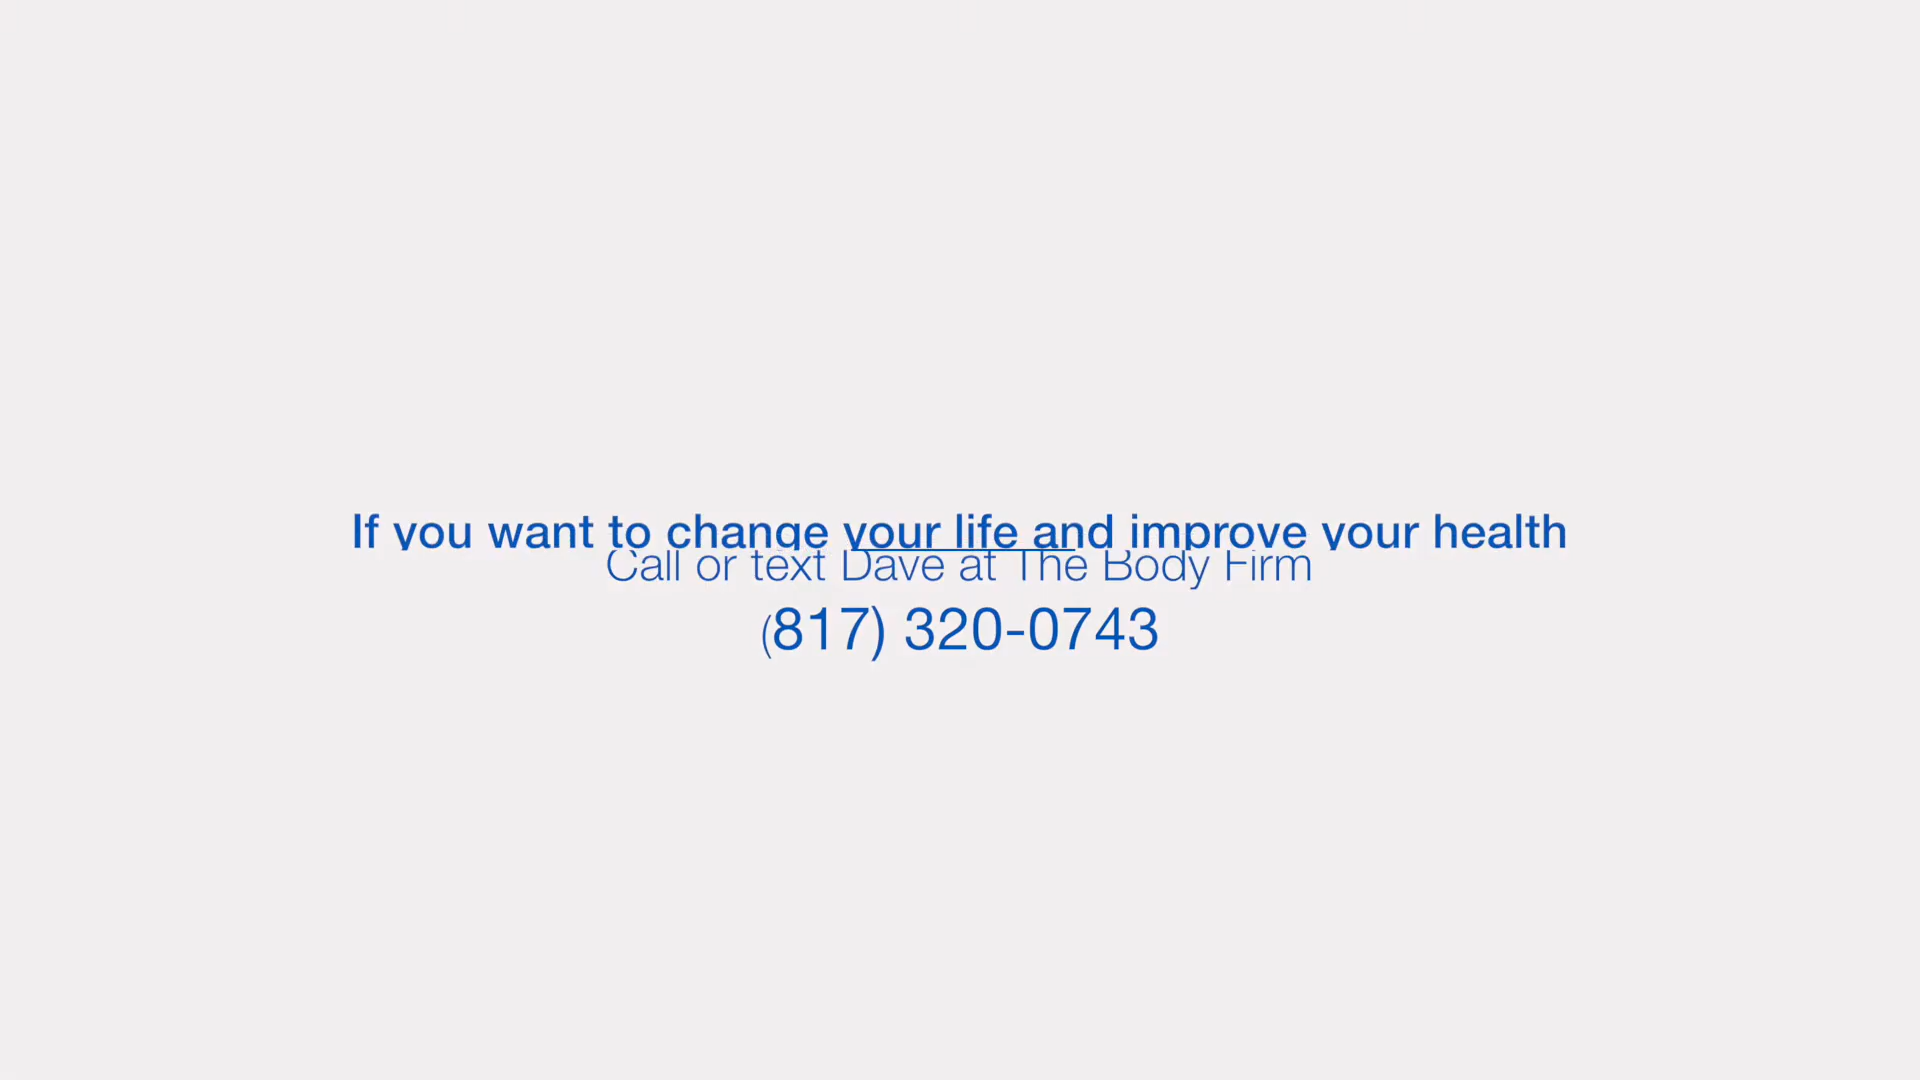 If you want to change your life and improve your health
Call or text Dave at The Body Firm
(817) 320-0743